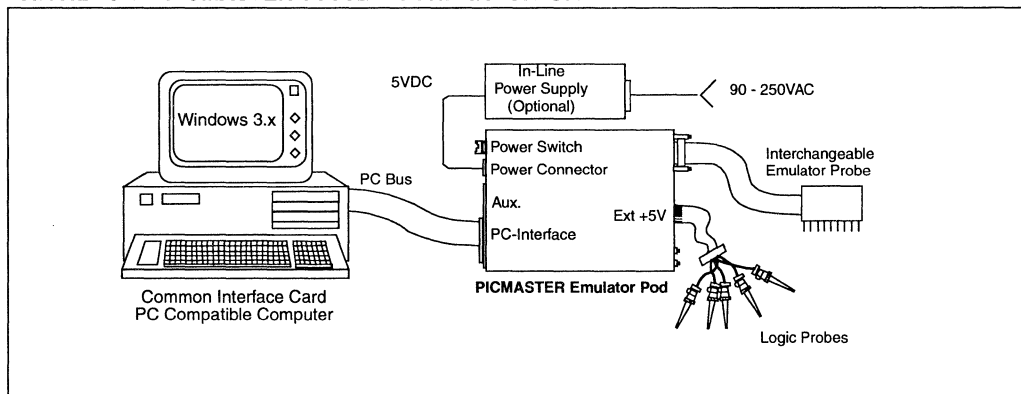 Windows 3.x
5VDC
In-Line
Power Supply
(Optional)
90 - 250VAC
Power Switch
Power Connector
Interchangeable
Emulator Probe
PC Bus
Aux.
Ext +5V
PC-Interface
PICMASTER Emulator Pod
Common Interface Card
PC Compatible Computer
Logic Probes